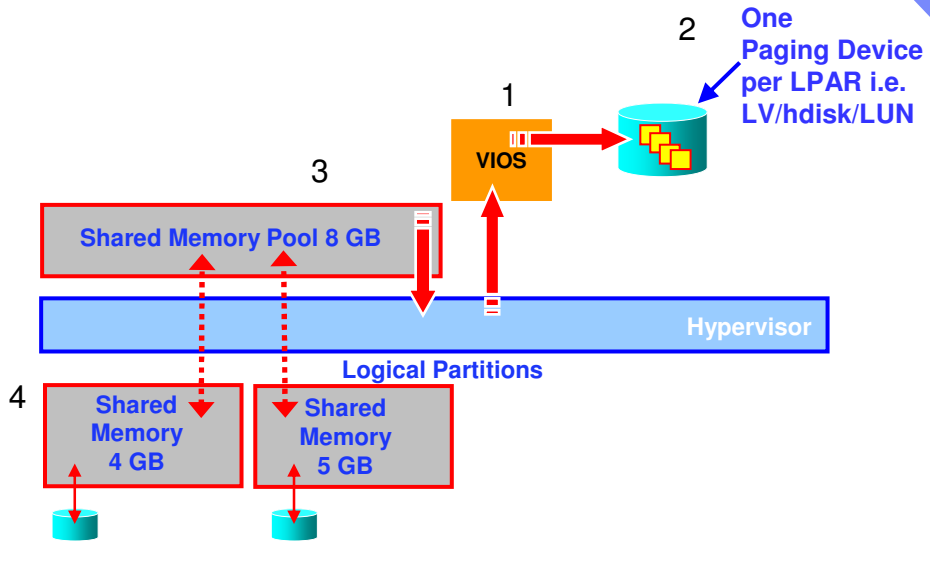 2
One
Paging Device
per LPAR i.e.
LV/hdisk/LUN
1
VIOS
3
Shared Memory Pool 8 GB
Hypervisor
Logical Partitions
4
Shared
Memory
4 GB
Shared
Memory
5 GB